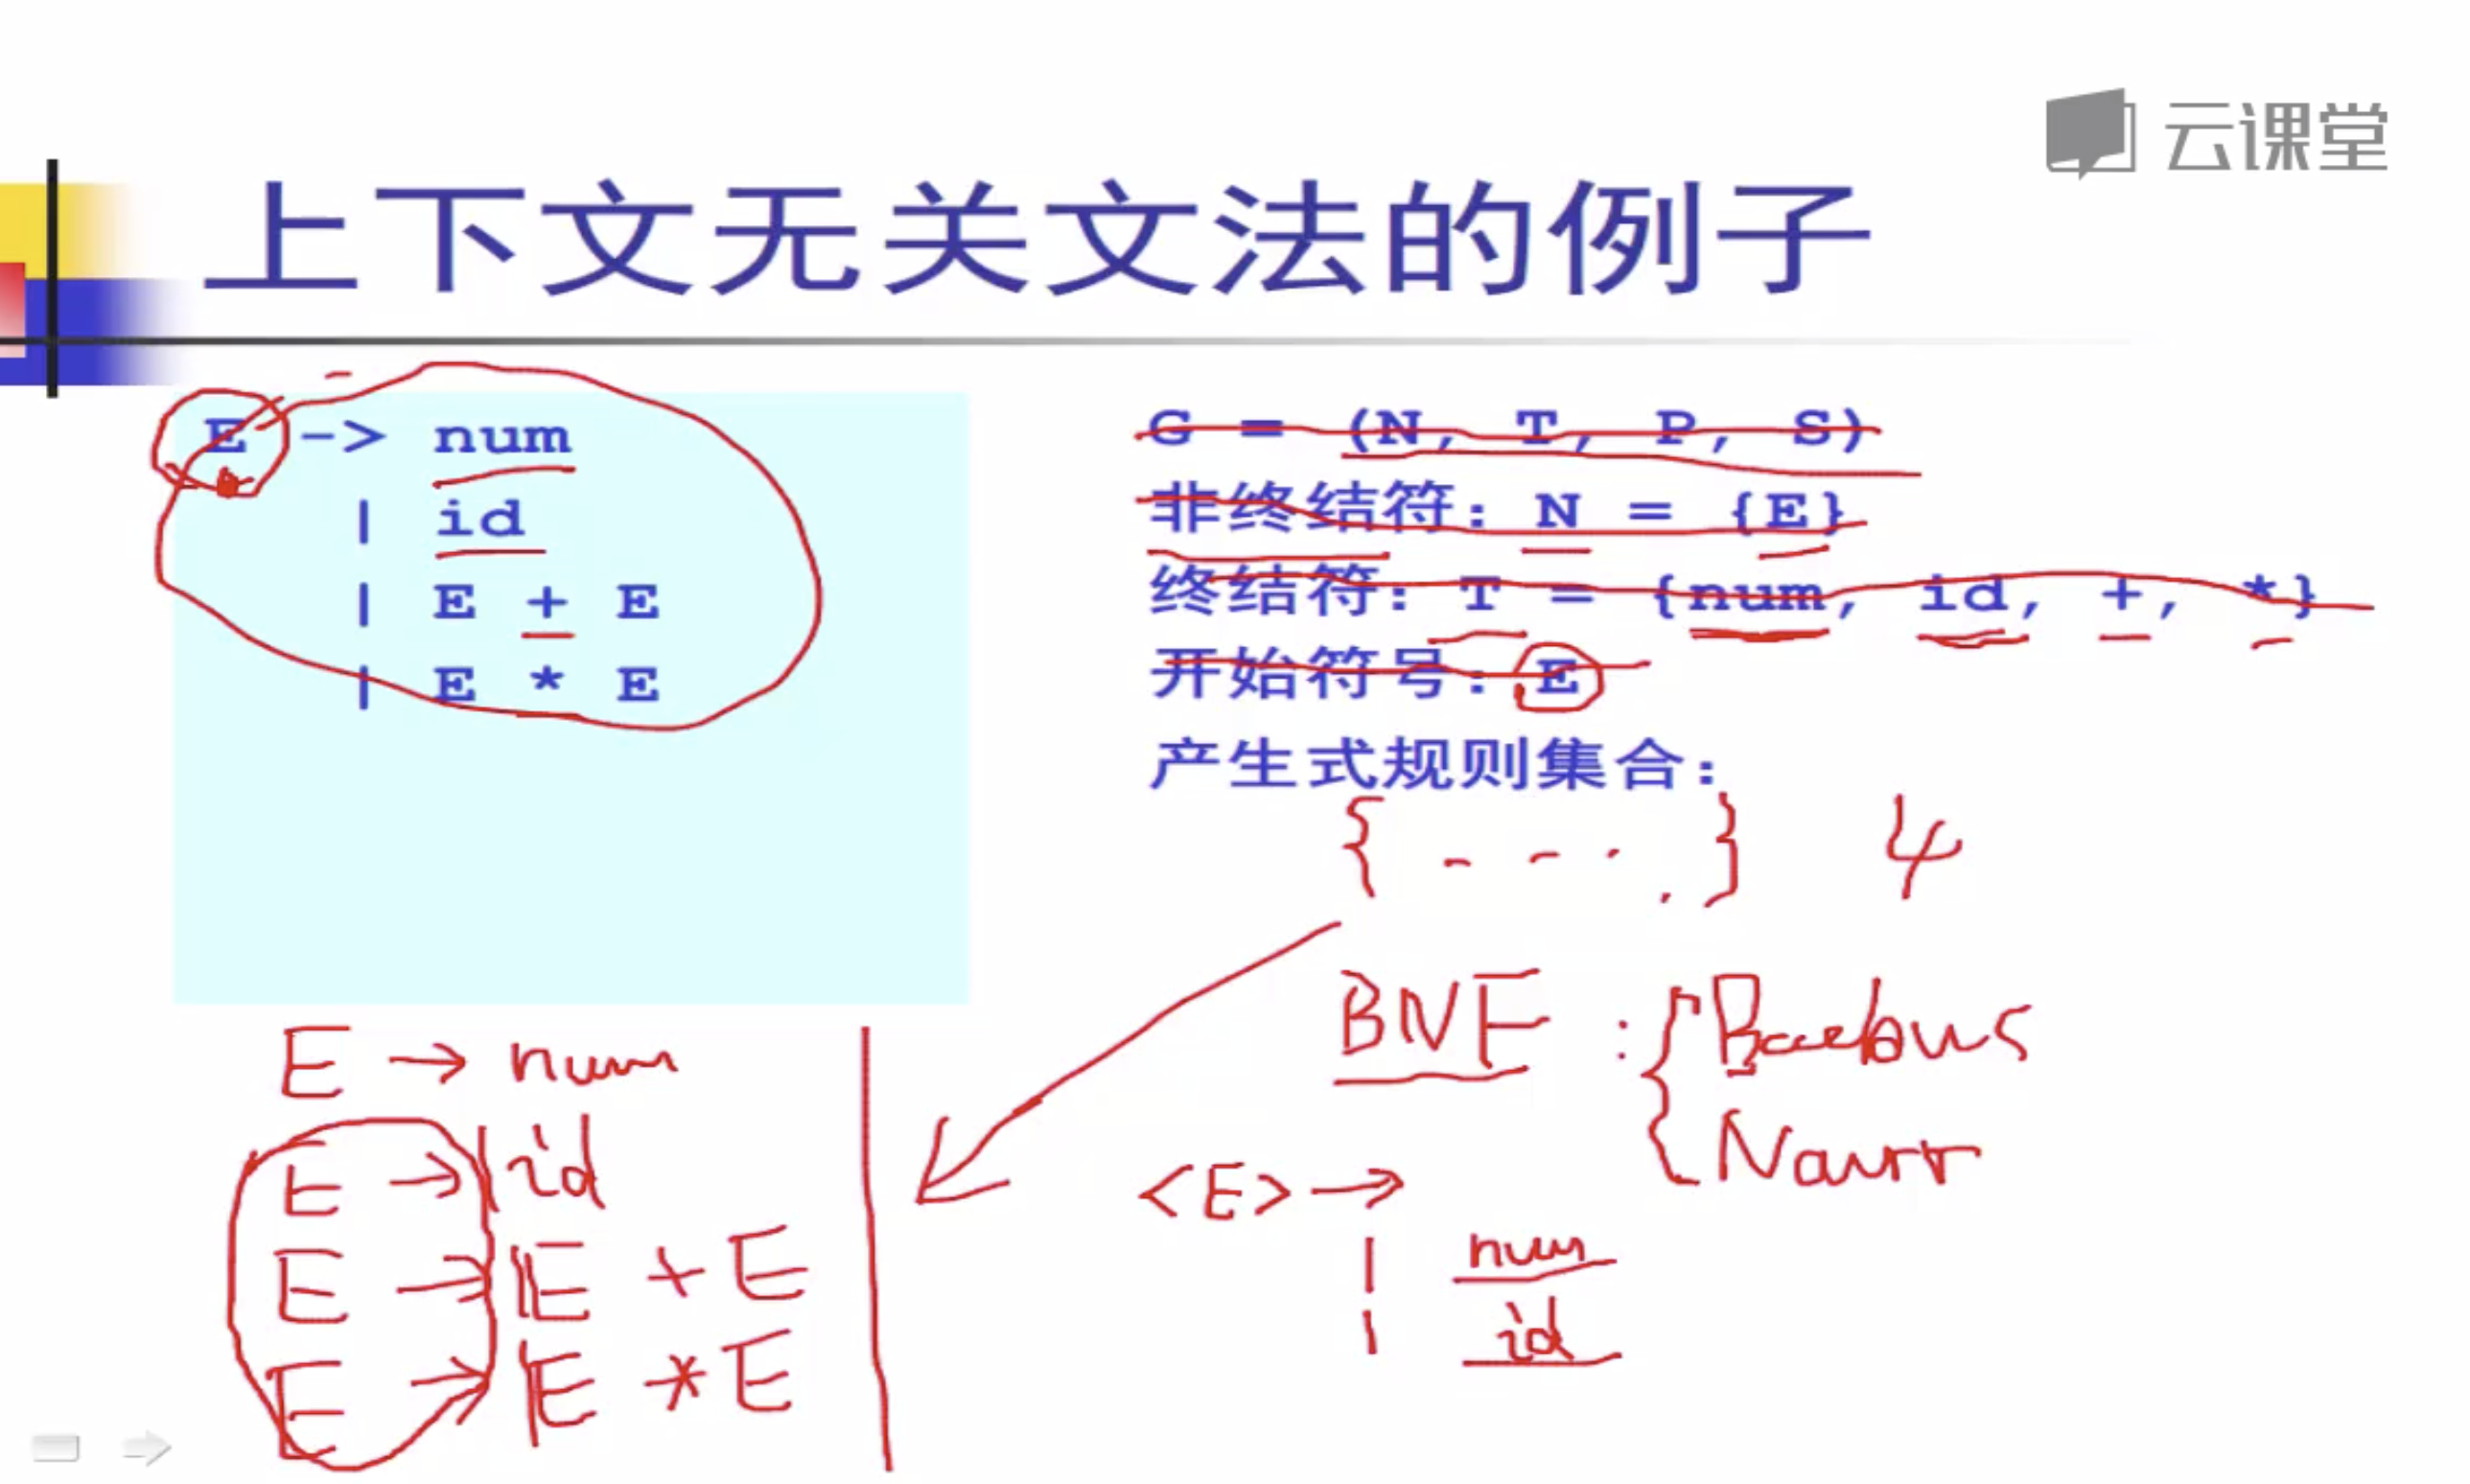 云课堂
上下文无关文法的例子
E -> num
| id
| E + E
| E * E
G = (N, T, P, S)
非终结符: N = {E}
终结符: T = {num, id, +, *}
开始符号: E
产生式规则集合:
{ - - - . } 4
BNF : { Backus
Naur
E → num
E → | id
E → | E + E
E → | E * E
<E> →
| num
| id